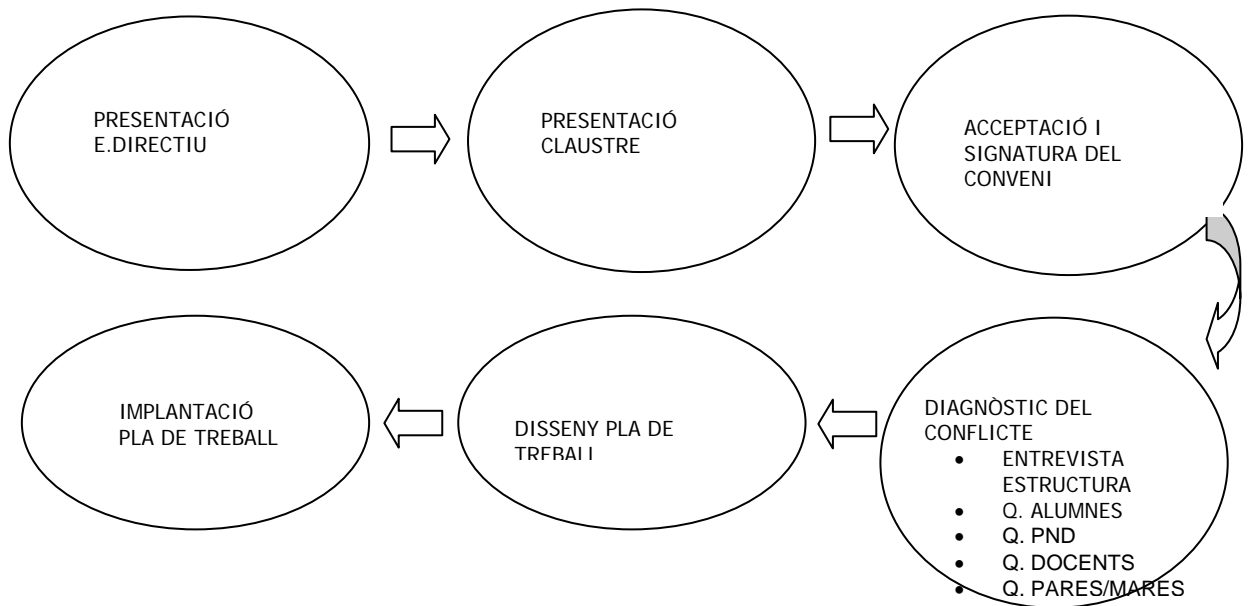 PRESENTACIÓ
E.DIRECTIU
PRESENTACIÓ
CLAUSTRE
ACCEPTACIÓ I
SIGNATURA DEL
CONVENI
DIAGNÒSTIC DEL
CONFLICTE
• ENTREVISTA
ESTRUCTURA
• Q. ALUMNES
• Q. PND
• Q. DOCENTS
• Q. PARES/MARES
DISSENY PLA DE
TREBALL
IMPLANTACIÓ
PLA DE TREBALL